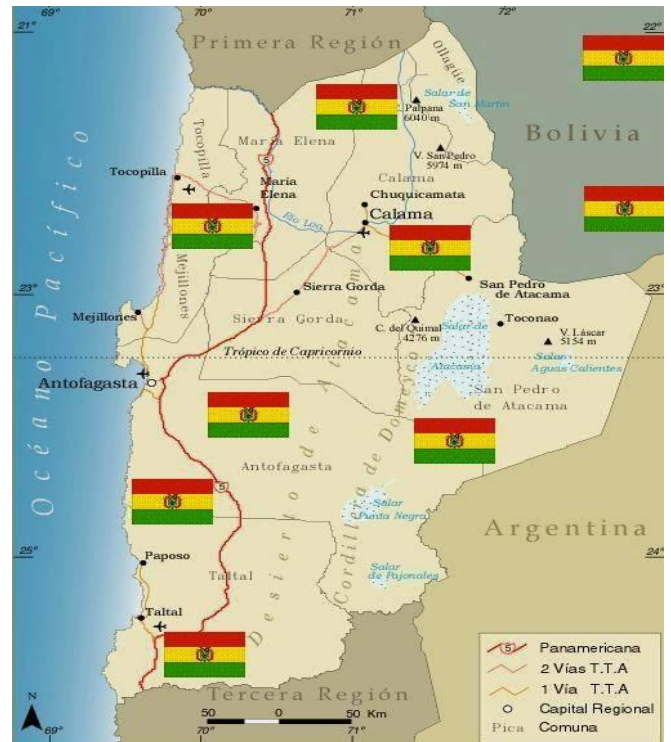 69° 70° 71° 72°
21° 22°
Primera Región
Ollagüe
Palpana
6040 m
Salar de
San Martín
Bolivia
María Elena
Tocopilla
V. San Pedro
5974 m
Calama
Tocopilla
María
Elena
Chuquicamata
Río Loa
Calama
Océano Pacífico
Mejillones
23° 23°
Sierra Gorda
San Pedro
de Atacama
Mejillones
Sierra Gorda
C. del Quimal
4276 m
Salar de
Atacama
Toconao
V. Láscar
5154 m
Trópico de Capricornio
Salar
Aguas Calientes
Antofagasta
San Pedro
de Atacama
Desierto de Atacama
Cordillera de Domeyco
Antofagasta
5
5
Salar
Punta Negra
Argentina
25° 24°
Paposo
Taltal
Salar
de Pajonales
Taltal
5 Panamericana
2 Vías T.T.A
1 Vía T.T.A
Capital Regional
Pica Comuna
Tercera Región
N
50 0 50 Km
69° 70° 71°